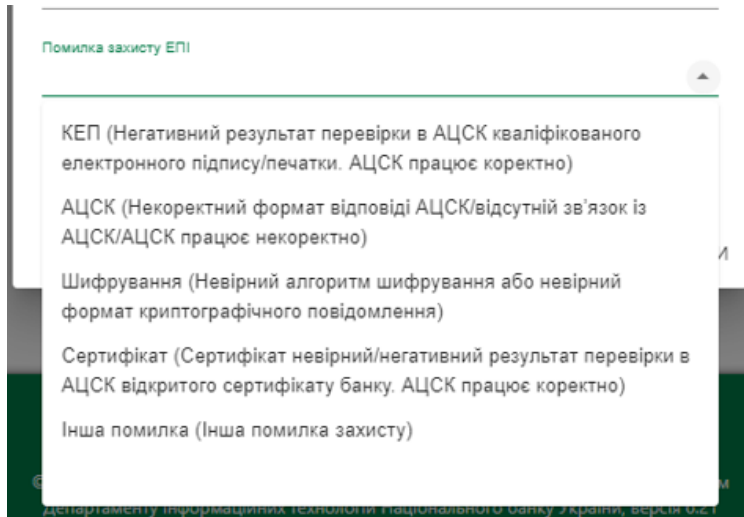 Помилка захисту ЕПІ
КЕП (Негативний результат перевірки в АЦСК кваліфікованого
електронного підпису/печатки. АЦСК працює коректно)
АЦСК (Некоректний формат відповіді АЦСК/відсутній зв'язок із
АЦСК/АЦСК працює некоректно)
И
Шифрування (Невірний алгоритм шифрування або невірний
формат криптографічного повідомлення)
Сертифікат (Сертифікат невірний/негативний результат перевірки в
АЦСК відкритого сертифікату банку. АЦСК працює коректно)
Інша помилка (Інша помилка захисту)
©
м
Департаменту інформаційних технологій Національного банку України, версія 0.21